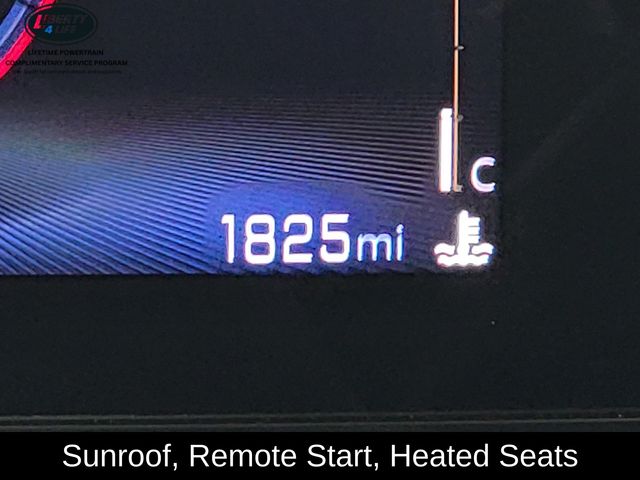 LIBERTY
4 LIFE
LIFETIME POWERTRAIN
COMPLIMENTARY SERVICE PROGRAM
C
1825mi
Sunroof, Remote Start, Heated Seats